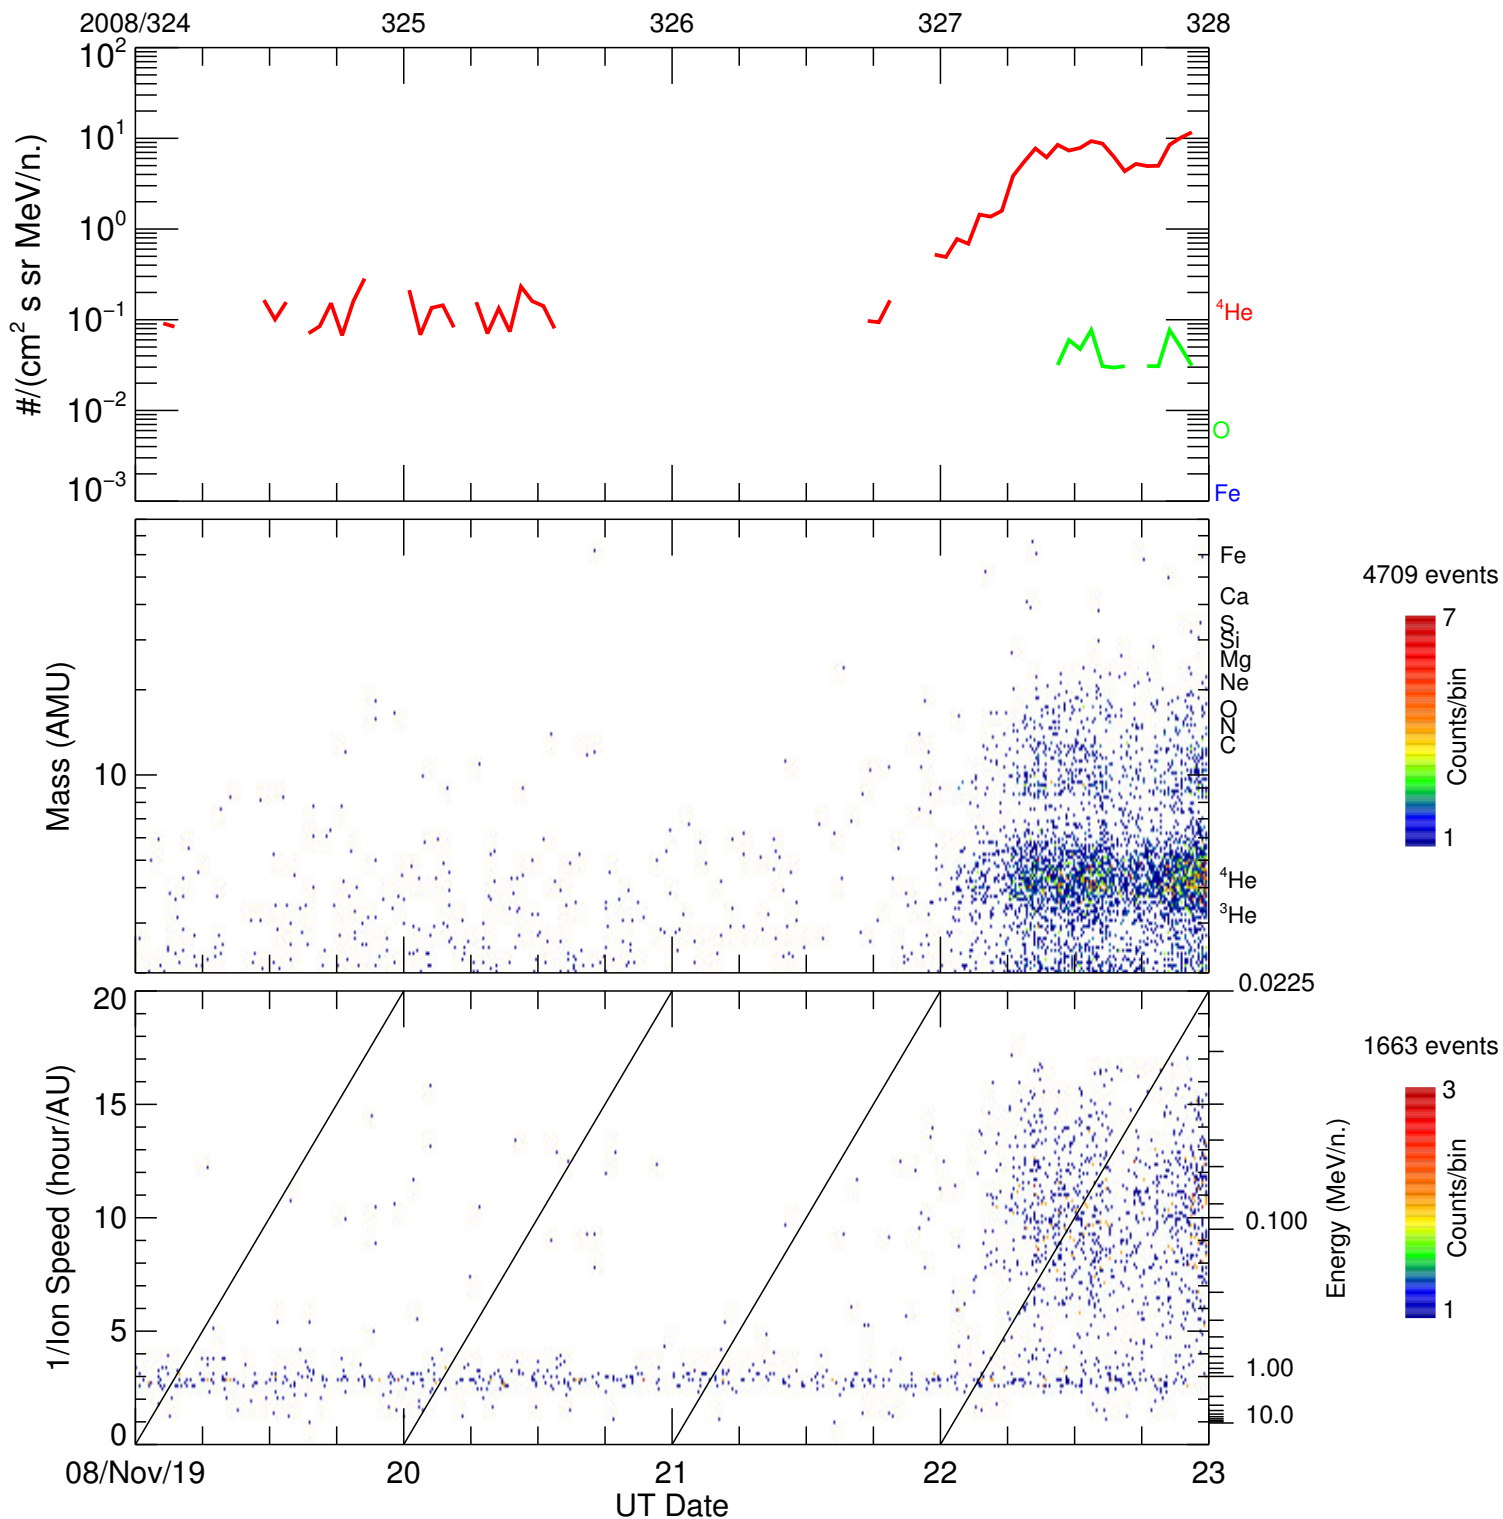 2008/324 325 326 327 328
10^2
10^1
10^0
10^-1
10^-2
10^-3
#/(cm^2 s sr MeV/n.)
^4He
O
Fe
Mass (AMU)
10
Fe
Ca
S
Si
Mg
Ne
O
N
C
^4He
^3He
4709 events
7
Counts/bin
1
1/Ion Speed (hour/AU)
20
15
10
5
0
0.0225
0.100
1.00
10.0
Energy (MeV/n.)
1663 events
3
Counts/bin
1
08/Nov/19 20 21 22 23
UT Date